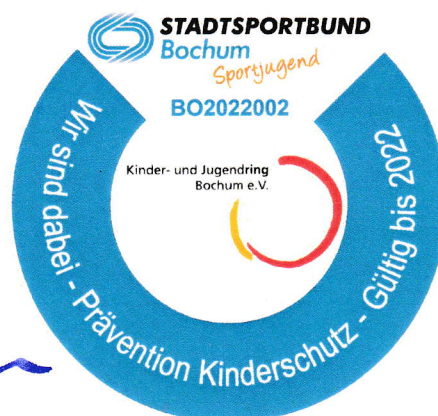 STADTSPORTBUND
Bochum
Sportjugend
BO2022002
Kinder- und Jugendring
Bochum e.V.
Wir sind dabei - Prävention Kinderschutz - Gültig bis 2022